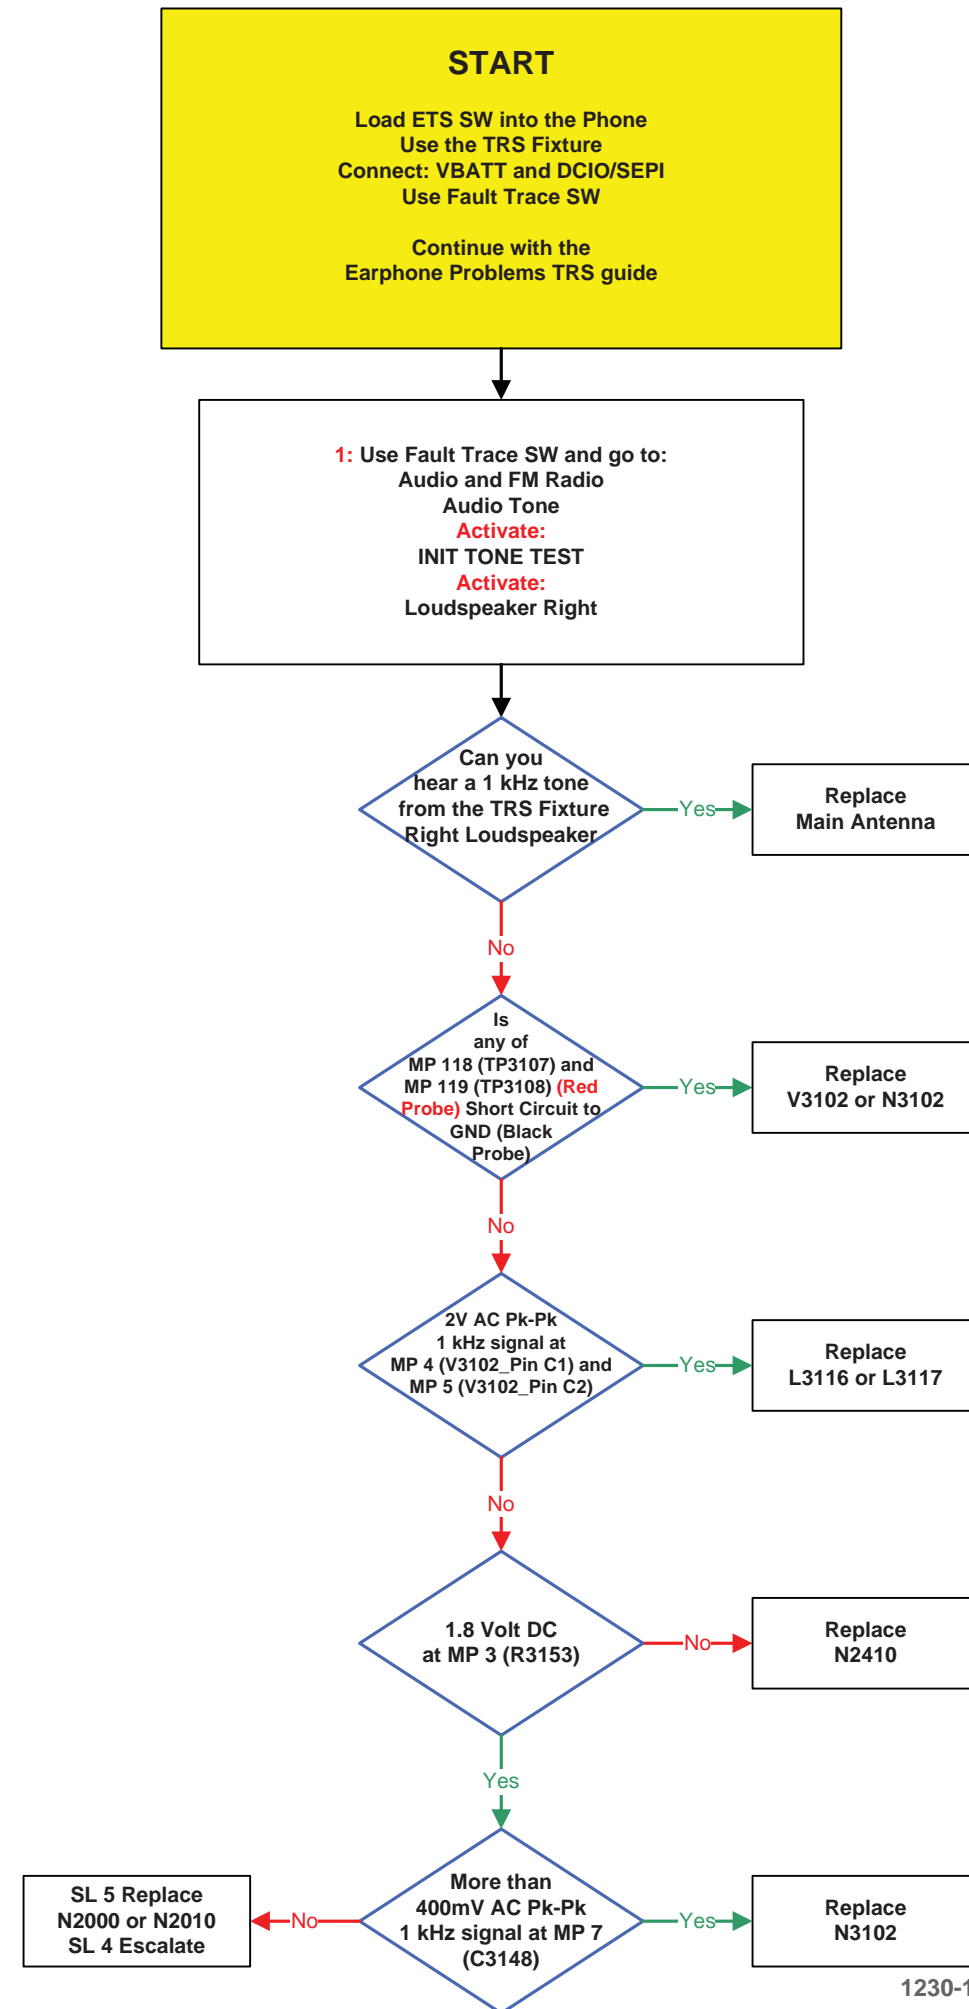 START
Load ETS SW into the Phone
Use the TRS Fixture
Connect: VBATT and DCIO/SEPI
Use Fault Trace SW
Continue with the
Earphone Problems TRS guide
1: Use Fault Trace SW and go to:
Audio and FM Radio
Audio Tone
Activate:
INIT TONE TEST
Activate:
Loudspeaker Right
Can you
hear a 1 kHz tone
from the TRS Fixture
Right Loudspeaker
Yes
Replace
Main Antenna
No
Is
any of
MP 118 (TP3107) and
MP 119 (TP3108) (Red
Probe) Short Circuit to
GND (Black
Probe)
Yes
Replace
V3102 or N3102
No
2V AC Pk-Pk
1 kHz signal at
MP 4 (V3102_Pin C1) and
MP 5 (V3102_Pin C2)
Yes
Replace
L3116 or L3117
No
1.8 Volt DC
at MP 3 (R3153)
No
Replace
N2410
Yes
More than
400mV AC Pk-Pk
1 kHz signal at MP 7
(C3148)
No
SL 5 Replace
N2000 or N2010
SL 4 Escalate
Yes
Replace
N3102
1230-1